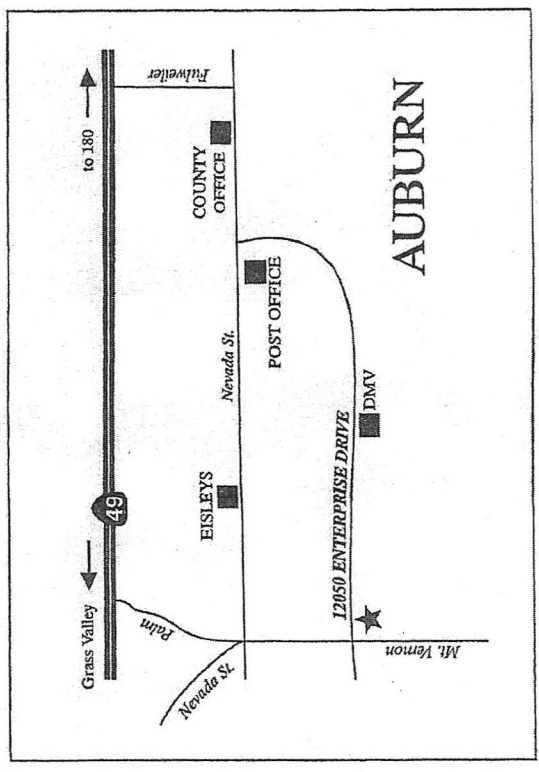 Grass Valley
49
to 180
Palm
Nevada St.
EISLEYS
Nevada St.
COUNTY
OFFICE
Fulweiler
POST OFFICE
12050 ENTERPRISE DRIVE
DMV
Mt. Vernon
AUBURN